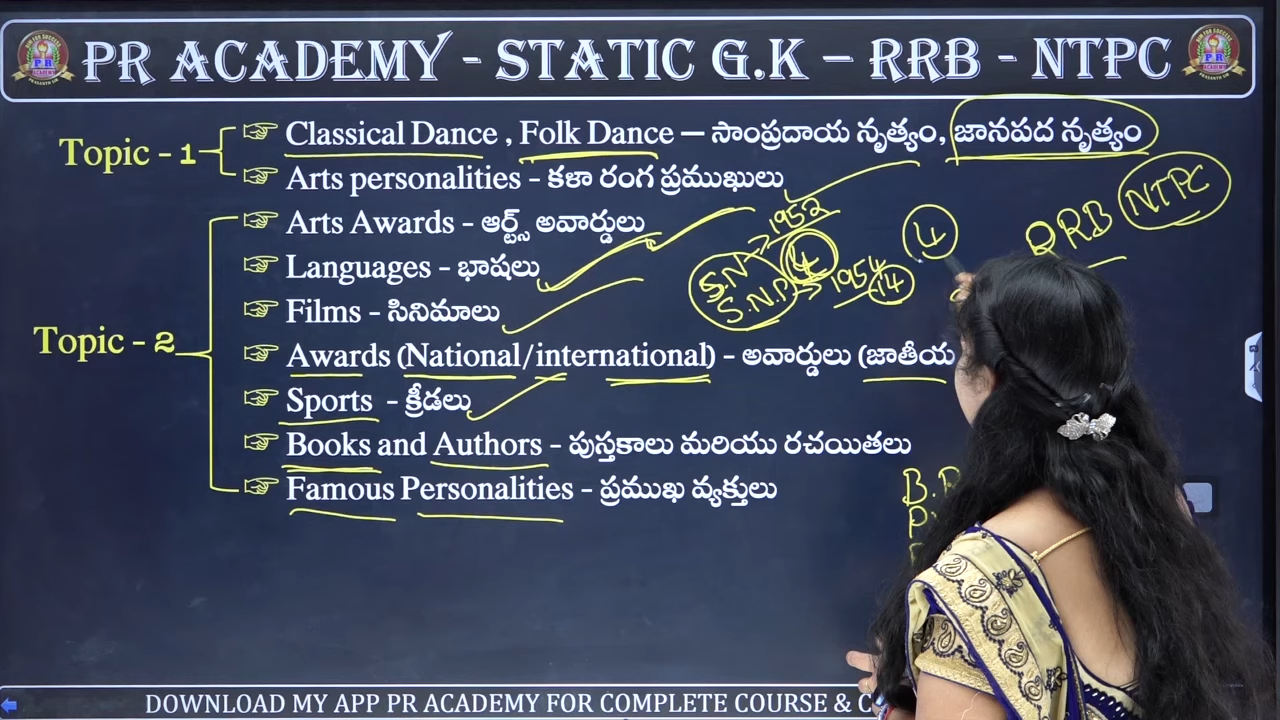 PR ACADEMY - STATIC G.K – RRB - NTPC
Topic - 1
Classical Dance , Folk Dance — సాంప్రదాయ నృత్యం, జానపద నృత్యం
Arts personalities - కళా రంగ ప్రముఖులు
Topic - 2
Arts Awards - ఆర్ట్స్ అవార్డులు
Languages - భాషలు
Films - సినిమాలు
Awards (National/international) - అవార్డులు (జాతీయ
Sports - క్రీడలు
Books and Authors - పుస్తకాలు మరియు రచయితలు
Famous Personalities - ప్రముఖ వ్యక్తులు
1952
S.N 4
S.N.P 1954 14
4
RRB NTPC
DOWNLOAD MY APP PR ACADEMY FOR COMPLETE COURSE &